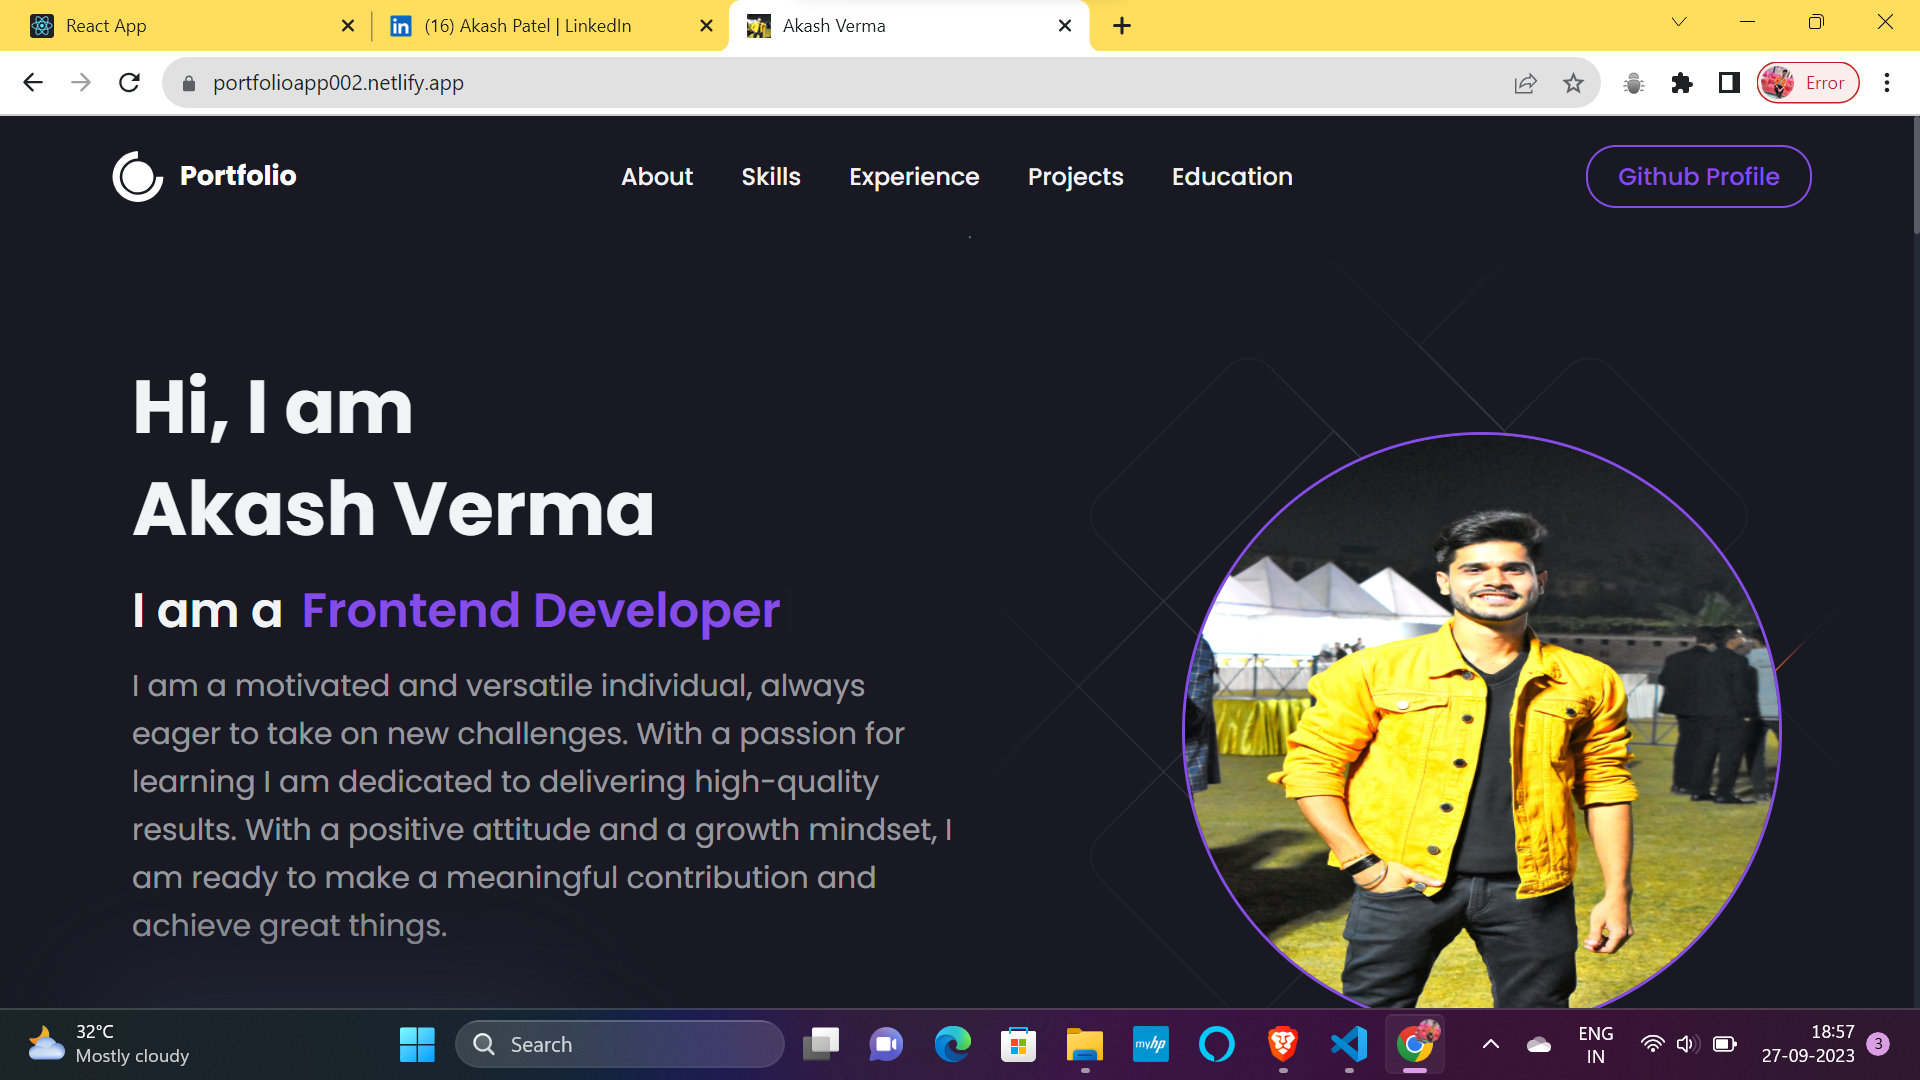 React App
(16) Akash Patel | LinkedIn
Akash Verma
portfolioapp002.netlify.app
Error
Portfolio
About
Skills
Experience
Projects
Education
Github Profile
Hi, I am
Akash Verma
I am a Frontend Developer
I am a motivated and versatile individual, always
eager to take on new challenges. With a passion for
learning I am dedicated to delivering high-quality
results. With a positive attitude and a growth mindset, I
am ready to make a meaningful contribution and
achieve great things.
32°C
Mostly cloudy
Search
myhp
ENG
IN
18:57
27-09-2023
3